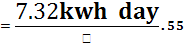 = 7.32kwh day .55
□